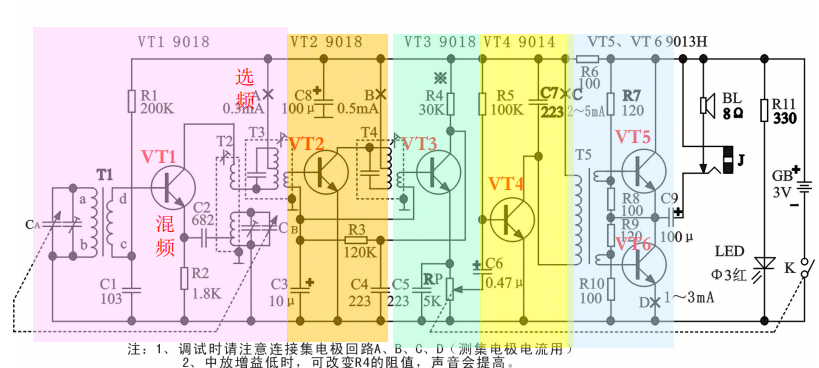 VT1 9018 VT2 9018 VT3 9018 VT4 9014 VT5、VT6 9013H
选频
A
0.3mA
R1
200K
C8
100μ
B
0.5mA
※
R4
30K
R5
100K
C7
223
C
2~5mA
R6
100
R7
120
BL
8Ω
R11
330
T1
VT1
T2
T3
VT2
T4
VT3
VT4
T5
VT5
J
GB
3V
CA
a
b
d
c
混频
C2
682
CB
R3
120K
R8
100
R9
120
VT6
C9
100μ
C1
103
R2
1.8K
C3
10μ
C4
223
C5
223
RP
5K
C6
0.47μ
R10
100
D
1~3mA
LED
Φ3红
K
注：1、调试时请注意连接集电极回路A、B、C、D（测集电极电流用）
2、中放增益低时，可改变R4的阻值，声音会提高。